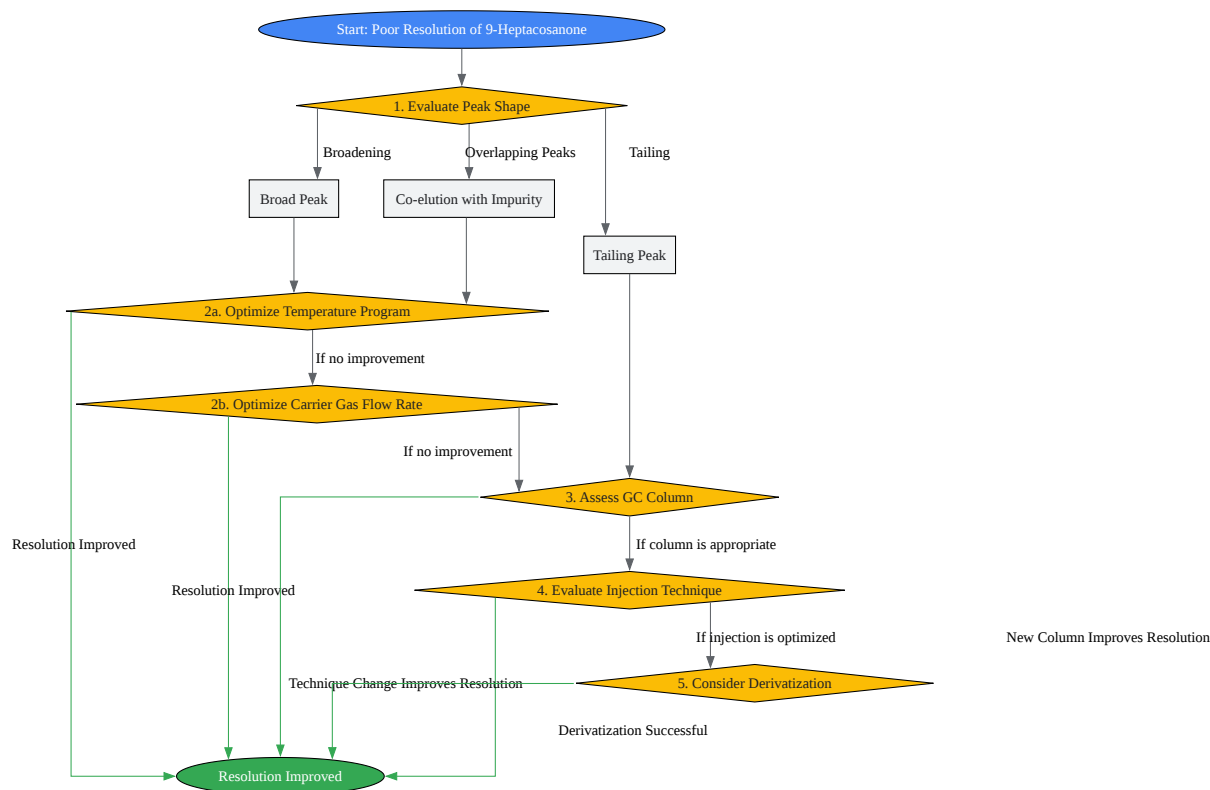 Start: Poor Resolution of 9-Heptacosanone
1. Evaluate Peak Shape
Broadening
Overlapping Peaks
Tailing
Broad Peak
Co-elution with Impurity
Tailing Peak
2a. Optimize Temperature Program
If no improvement
2b. Optimize Carrier Gas Flow Rate
If no improvement
3. Assess GC Column
Resolution Improved
If column is appropriate
Resolution Improved
4. Evaluate Injection Technique
If injection is optimized
New Column Improves Resolution
Technique Change Improves Resolution
5. Consider Derivatization
Derivatization Successful
Resolution Improved